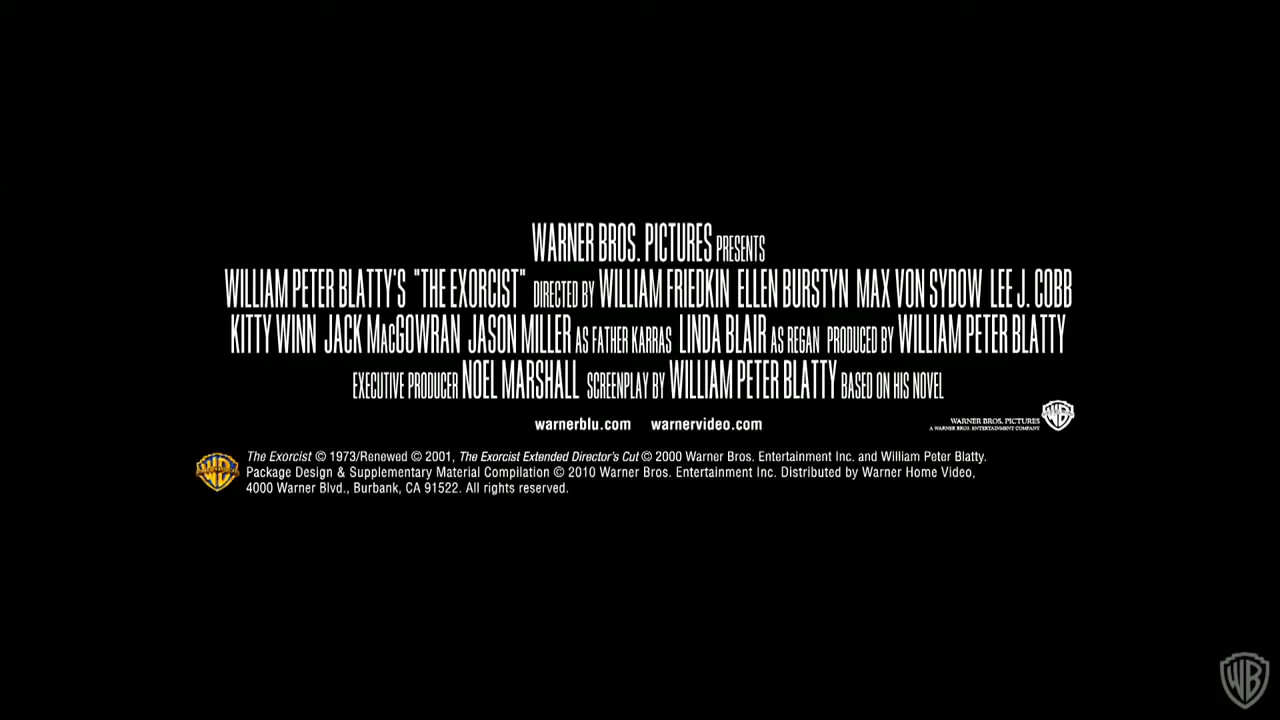 WARNER BROS. PICTURES PRESENTS
WILLIAM PETER BLATTY'S "THE EXORCIST" DIRECTED BY WILLIAM FRIEDKIN ELLEN BURSTYN MAX VON SYDOW LEE J. COBB
KITTY WINN JACK MacGOWRAN JASON MILLER AS FATHER KARRAS LINDA BLAIR AS REGAN PRODUCED BY WILLIAM PETER BLATTY
EXECUTIVE PRODUCER NOEL MARSHALL SCREENPLAY BY WILLIAM PETER BLATTY BASED ON HIS NOVEL
warnerblu.com warnervideo.com
WARNER BROS. PICTURES
A WARNER BROS. ENTERTAINMENT COMPANY
WB
The Exorcist © 1973/Renewed © 2001, The Exorcist Extended Director's Cut © 2000 Warner Bros. Entertainment Inc. and William Peter Blatty.
Package Design & Supplementary Material Compilation © 2010 Warner Bros. Entertainment Inc. Distributed by Warner Home Video,
4000 Warner Blvd., Burbank, CA 91522. All rights reserved.
WB